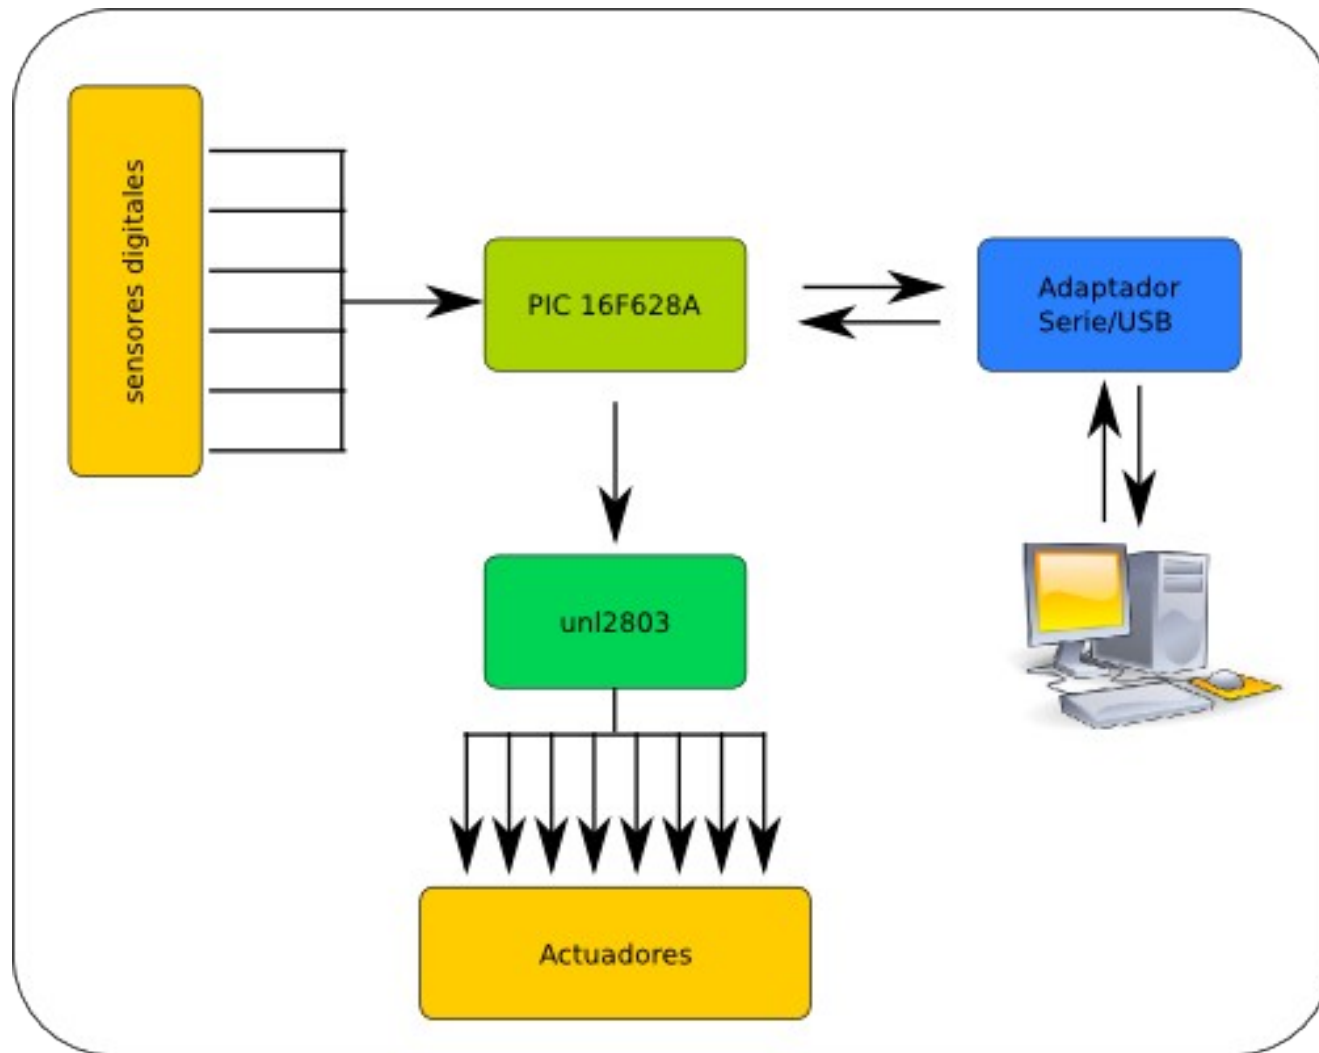 sensores digitales
PIC 16F628A
Adaptador
Serie/USB
unl2803
Actuadores